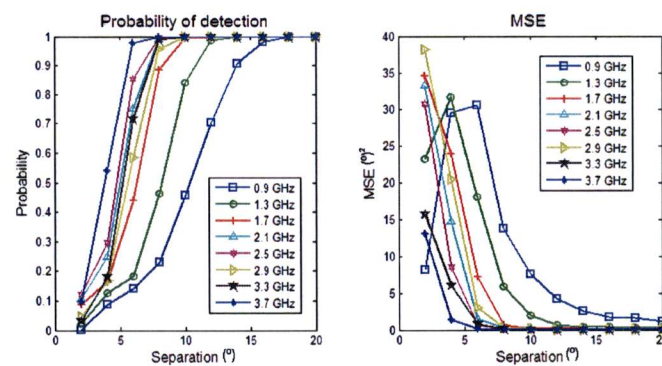 Probability of detection
1
0.9
0.8
0.7
0.6
0.5
0.4
0.3
0.2
0.1
0
Probability
0.9 GHz
1.3 GHz
1.7 GHz
2.1 GHz
2.5 GHz
2.9 GHz
3.3 GHz
3.7 GHz
0 5 10 15 20
Separation (º)
MSE
40
35
30
25
20
15
10
5
0
MSE (º)²
0.9 GHz
1.3 GHz
1.7 GHz
2.1 GHz
2.5 GHz
2.9 GHz
3.3 GHz
3.7 GHz
0 5 10 15 20
Separation (º)